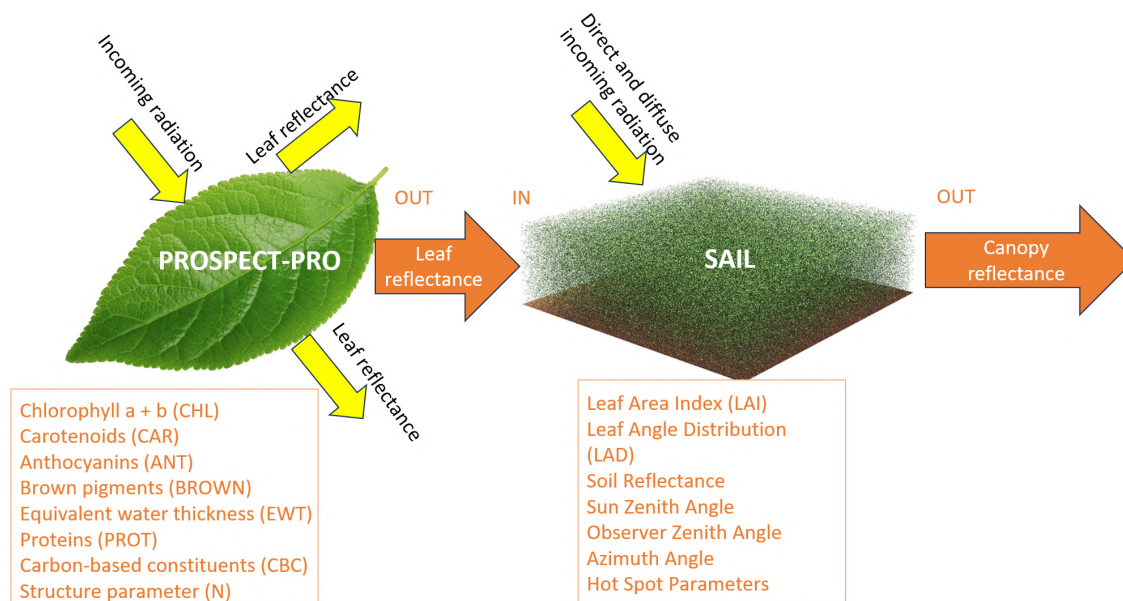 Incoming radiation
Leaf reflectance
PROSPECT-PRO
Leaf reflectance
OUT
Leaf
reflectance
IN
Direct and diffuse
incoming radiation
SAIL
OUT
Canopy
reflectance
Chlorophyll a + b (CHL)
Carotenoids (CAR)
Anthocyanins (ANT)
Brown pigments (BROWN)
Equivalent water thickness (EWT)
Proteins (PROT)
Carbon-based constituents (CBC)
Structure parameter (N)
Leaf Area Index (LAI)
Leaf Angle Distribution
(LAD)
Soil Reflectance
Sun Zenith Angle
Observer Zenith Angle
Azimuth Angle
Hot Spot Parameters